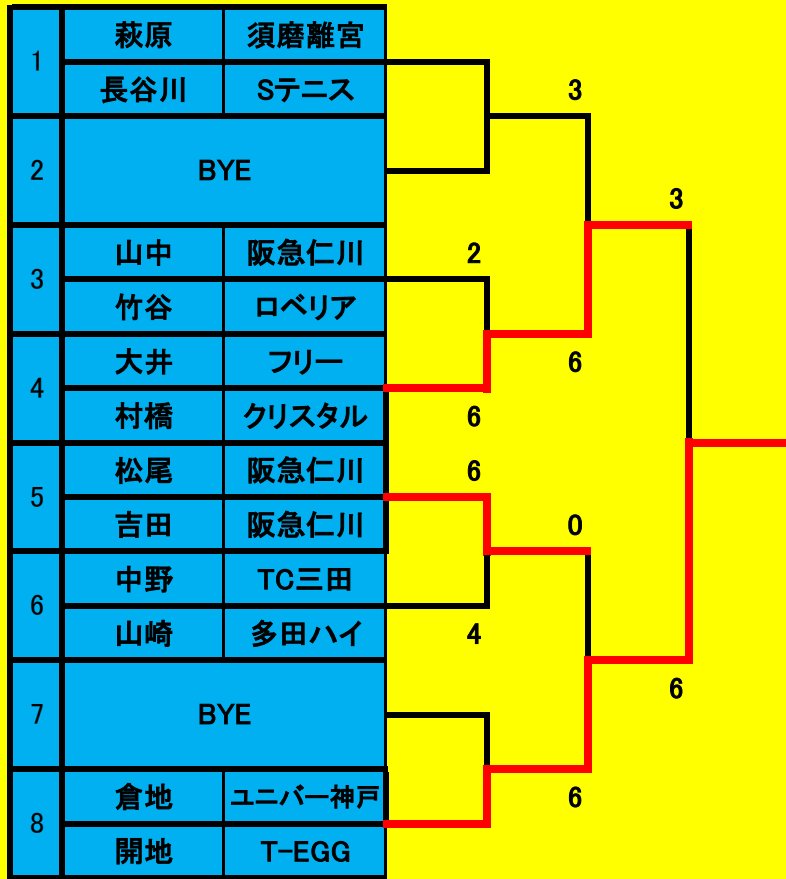 1 萩原 須磨離宮
長谷川 Sテニス
3
2 BYE
3
3 山中 阪急仁川 2
竹谷 ロベリア
4 大井 フリー 6
村橋 クリスタル 6
5 松尾 阪急仁川 6
吉田 阪急仁川 0
6 中野 TC三田
山崎 多田ハイ 4
7 BYE 6
8 倉地 ユニバー神戸 6
開地 T-EGG